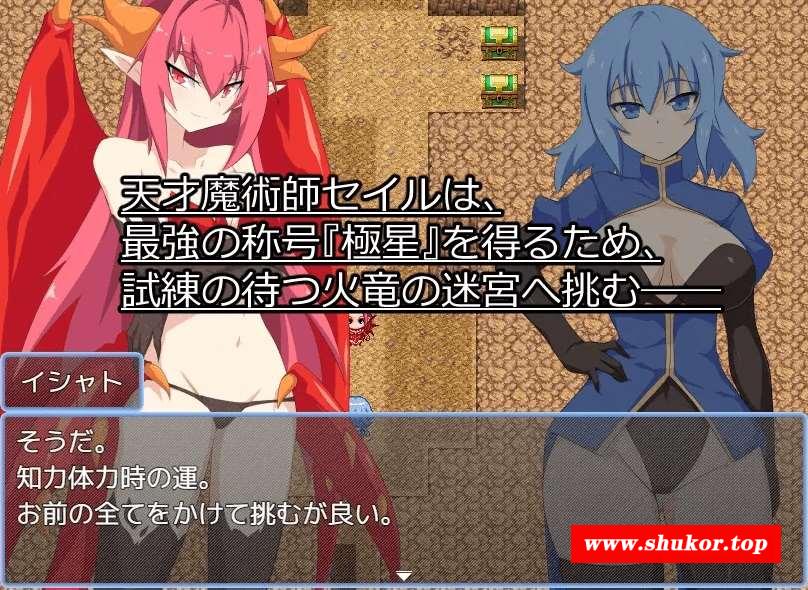 天才魔術師セイルは、
最強の称号『極星』を得るため、
試練の待つ火竜の迷宮へ挑む――
イシャト
そうだ。
知力体力時の運。
お前の全てをかけて挑むが良い。
www.shukor.top